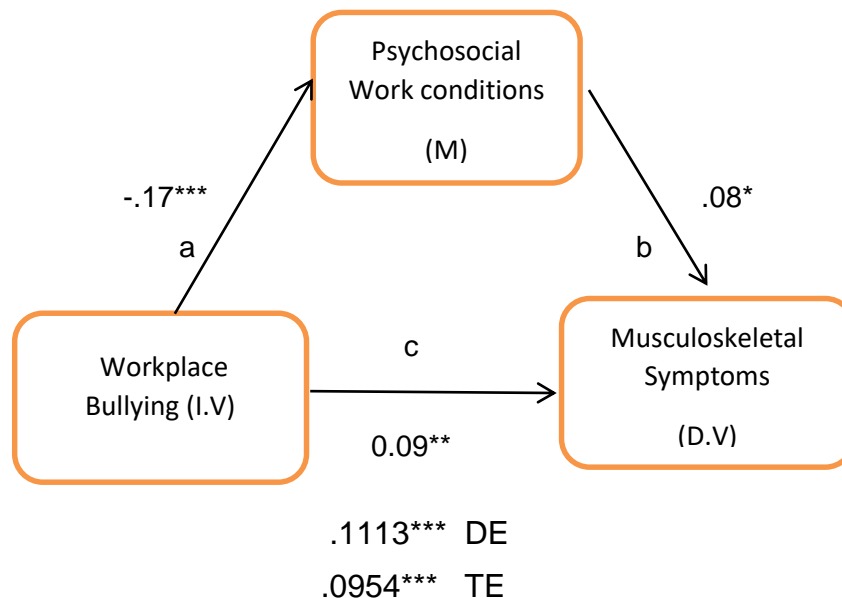 Psychosocial
Work conditions
(M)
-.17***
.08*
a
b
Workplace
Bullying (I.V)
c
Musculoskeletal
Symptoms
(D.V)
0.09**
.1113*** DE
.0954*** TE